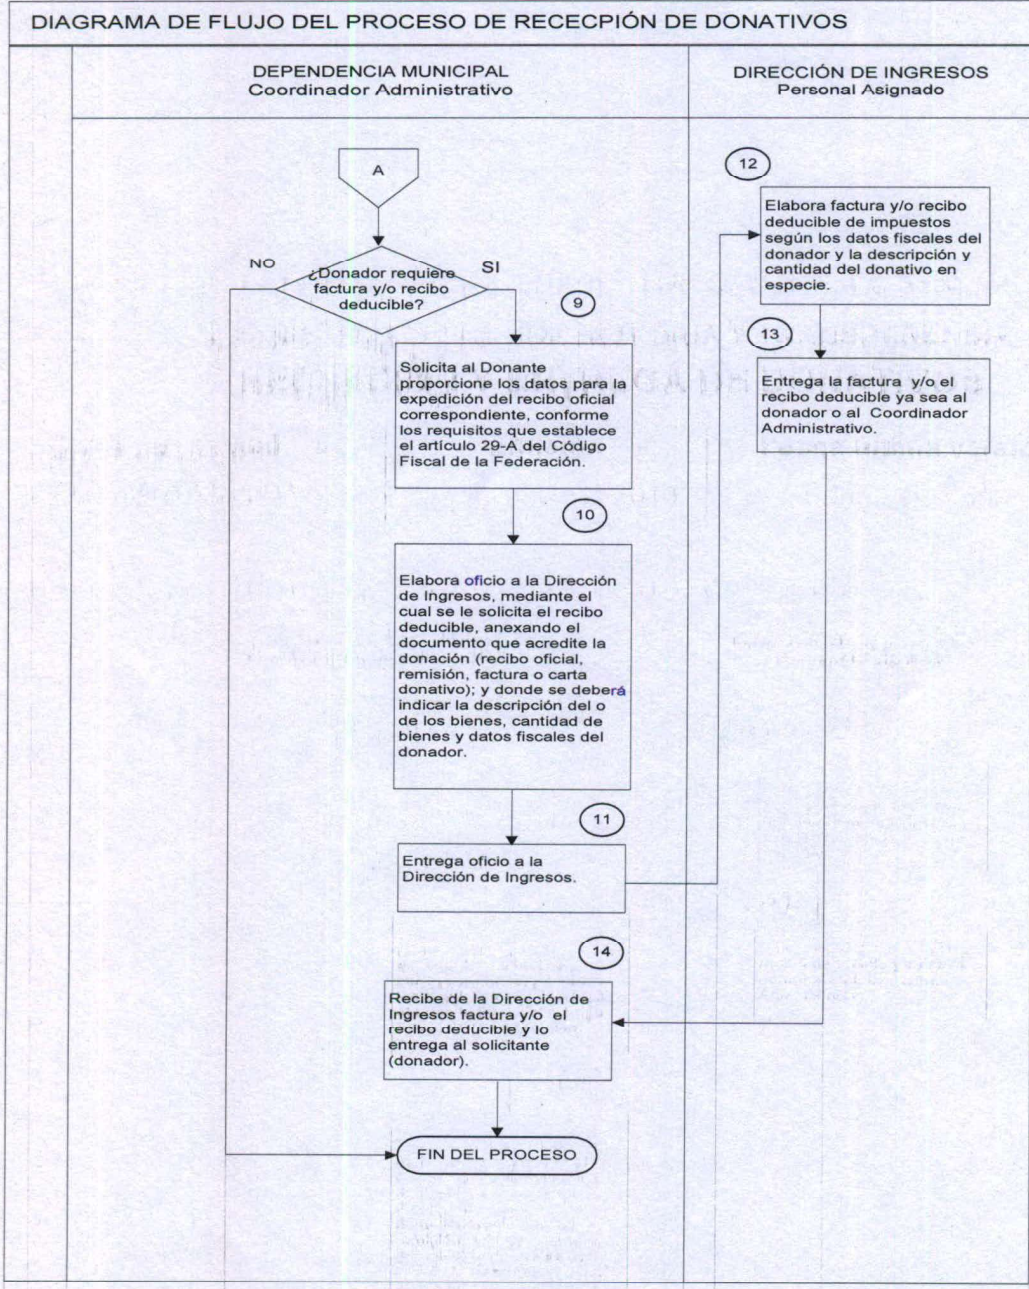 DIAGRAMA DE FLUJO DEL PROCESO DE RECECPIÓN DE DONATIVOS
DEPENDENCIA MUNICIPAL
Coordinador Administrativo
DIRECCIÓN DE INGRESOS
Personal Asignado
A
¿Donador requiere
factura y/o recibo
deducible?
NO
SI
9
Solicita al Donante
proporcione los datos para la
expedición del recibo oficial
correspondiente, conforme
los requisitos que establece
el artículo 29-A del Código
Fiscal de la Federación.
10
Elabora oficio a la Dirección
de Ingresos, mediante el
cual se le solicita el recibo
deducible, anexando el
documento que acredite la
donación (recibo oficial,
remisión, factura o carta
donativo); y donde se deberá
indicar la descripción del o
de los bienes, cantidad de
bienes y datos fiscales del
donador.
11
Entrega oficio a la
Dirección de Ingresos.
12
Elabora factura y/o recibo
deducible de impuestos
según los datos fiscales del
donador y la descripción y
cantidad del donativo en
especie.
13
Entrega la factura y/o el
recibo deducible ya sea al
donador o al Coordinador
Administrativo.
14
Recibe de la Dirección de
Ingresos factura y/o el
recibo deducible y lo
entrega al solicitante
(donador).
FIN DEL PROCESO